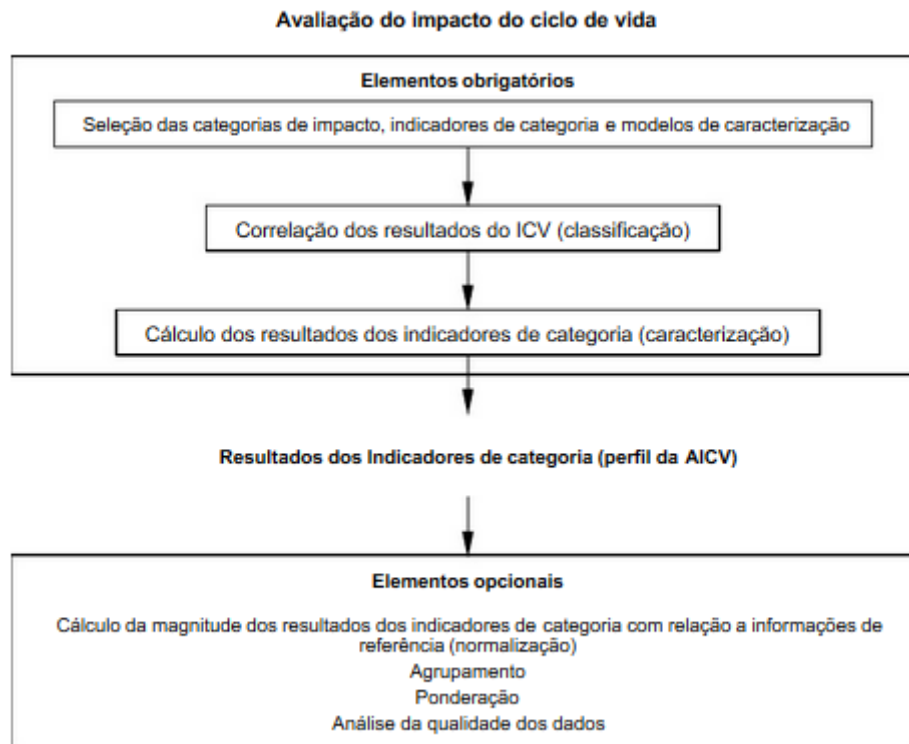 Avaliação do impacto do ciclo de vida
Elementos obrigatórios
Seleção das categorias de impacto, indicadores de categoria e modelos de caracterização
Correlação dos resultados do ICV (classificação)
Cálculo dos resultados dos indicadores de categoria (caracterização)
Resultados dos Indicadores de categoria (perfil da AICV)
Elementos opcionais
Cálculo da magnitude dos resultados dos indicadores de categoria com relação a informações de
referência (normalização)
Agrupamento
Ponderação
Análise da qualidade dos dados